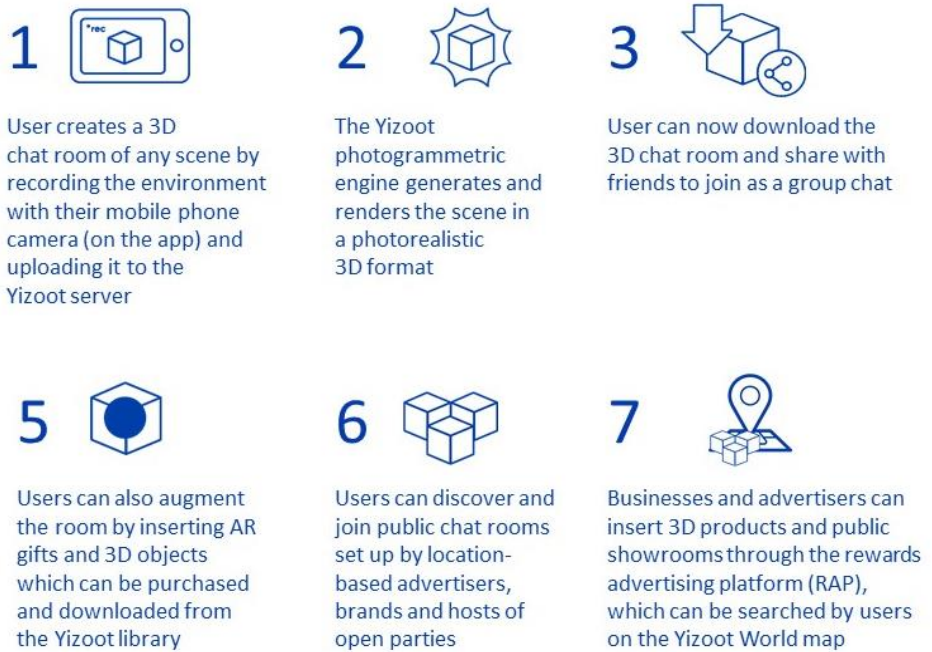 1
*rec
User creates a 3D
chat room of any scene by
recording the environment
with their mobile phone
camera (on the app) and
uploading it to the
Yizoot server
2
The Yizoot
photogrammetric
engine generates and
renders the scene in
a photorealistic
3D format
3
User can now download the
3D chat room and share with
friends to join as a group chat
5
Users can also augment
the room by inserting AR
gifts and 3D objects
which can be purchased
and downloaded from
the Yizoot library
6
Users can discover and
join public chat rooms
set up by location-
based advertisers,
brands and hosts of
open parties
7
Businesses and advertisers can
insert 3D products and public
showrooms through the rewards
advertising platform (RAP),
which can be searched by users
on the Yizoot World map